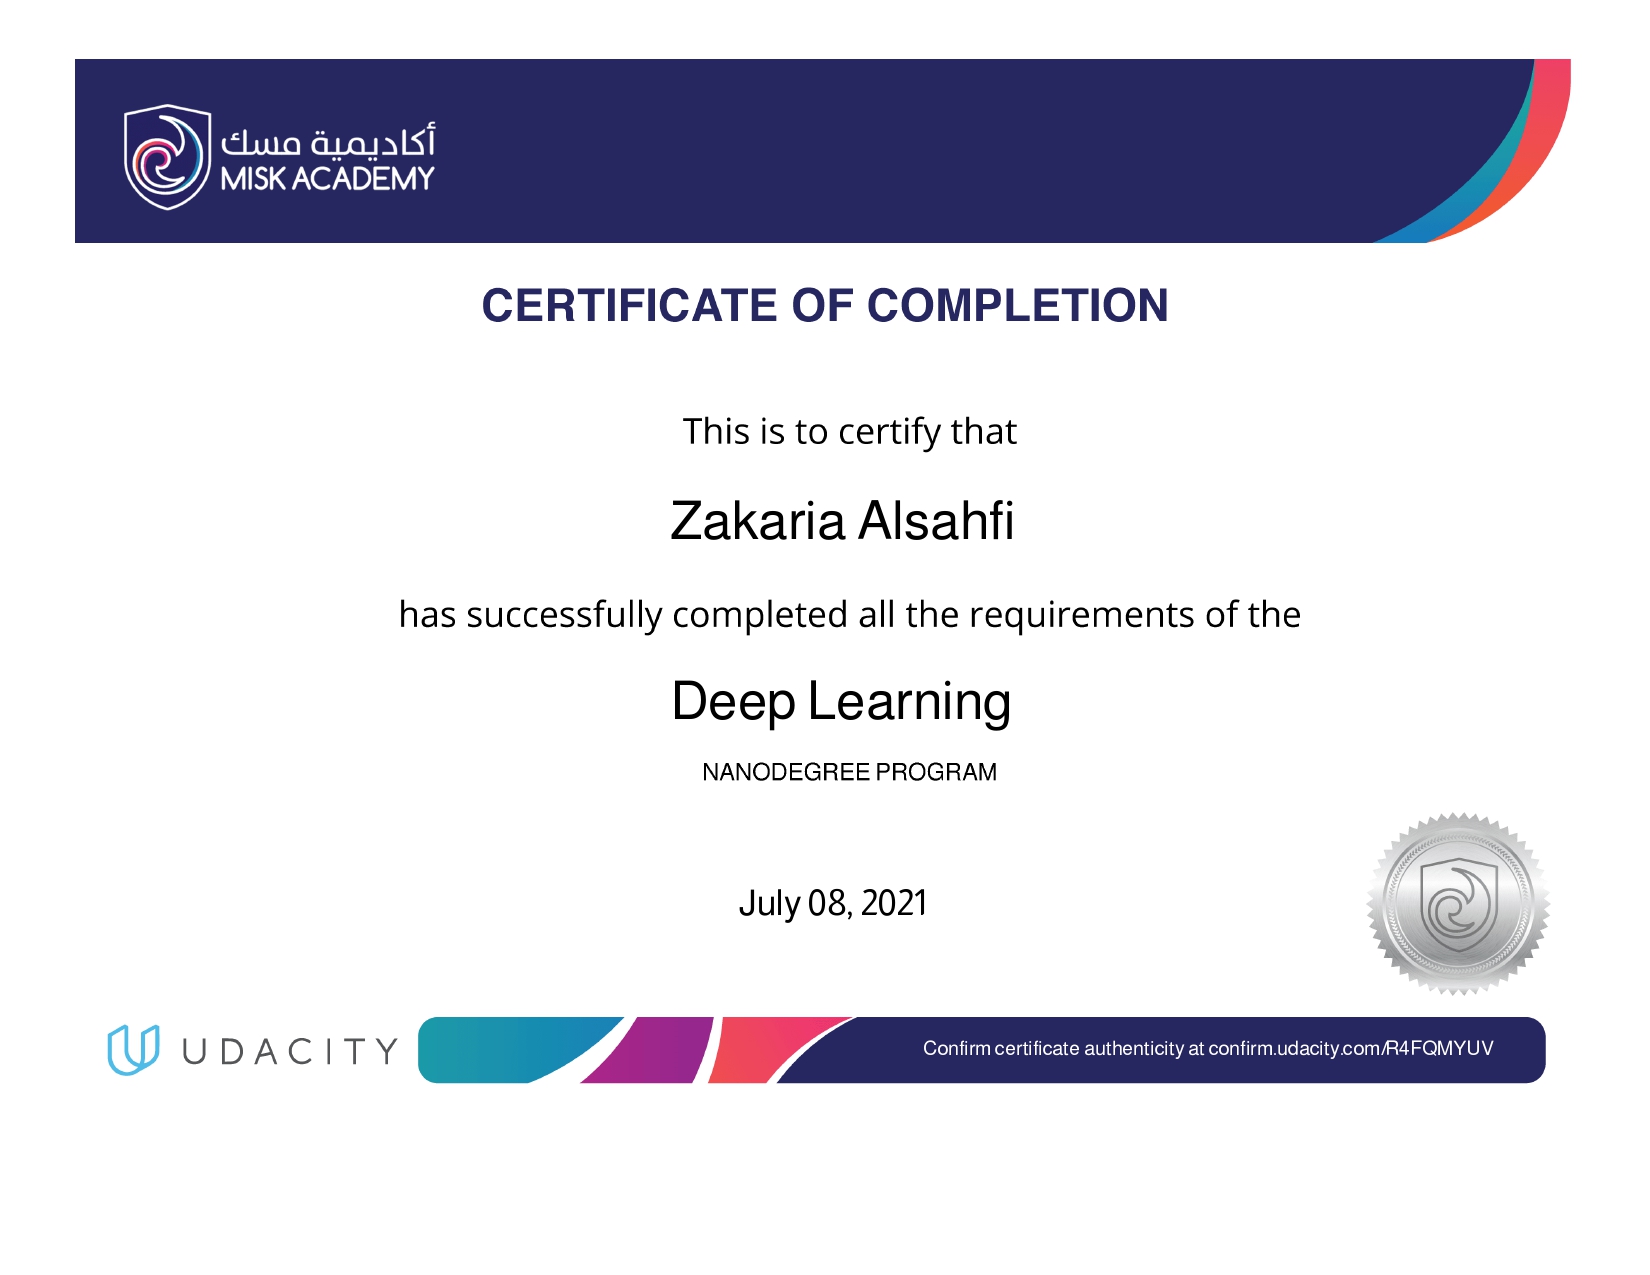 أكاديمية مسك
MISK ACADEMY
CERTIFICATE OF COMPLETION
This is to certify that
Zakaria Alsahfi
has successfully completed all the requirements of the
Deep Learning
NANODEGREE PROGRAM
July 08, 2021
UDACITY
Confirm certificate authenticity at confirm.udacity.com/R4FQMYUV